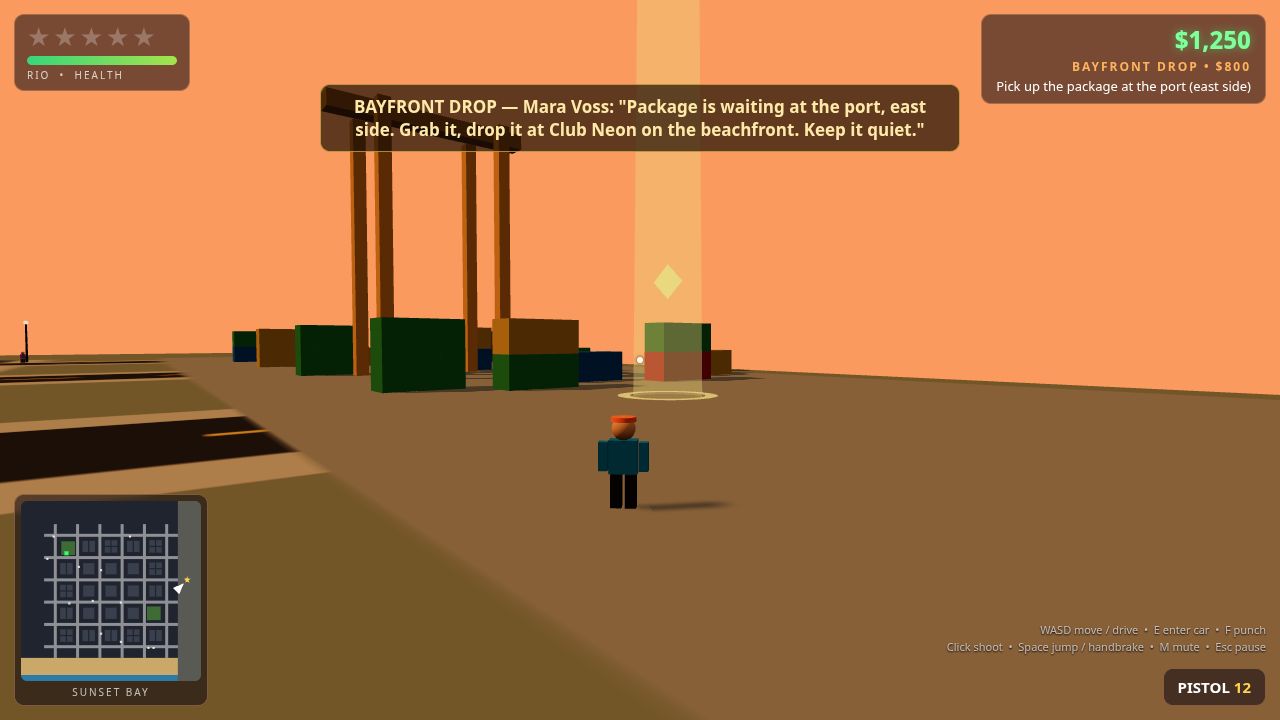 ★★★★★
RIO • HEALTH
$1,250
BAYFRONT DROP • $800
Pick up the package at the port (east side)
BAYFRONT DROP — Mara Voss: "Package is waiting at the port, east
side. Grab it, drop it at Club Neon on the beachfront. Keep it quiet."
SUNSET BAY
WASD move / drive • E enter car • F punch
Click shoot • Space jump / handbrake • M mute • Esc pause
PISTOL 12